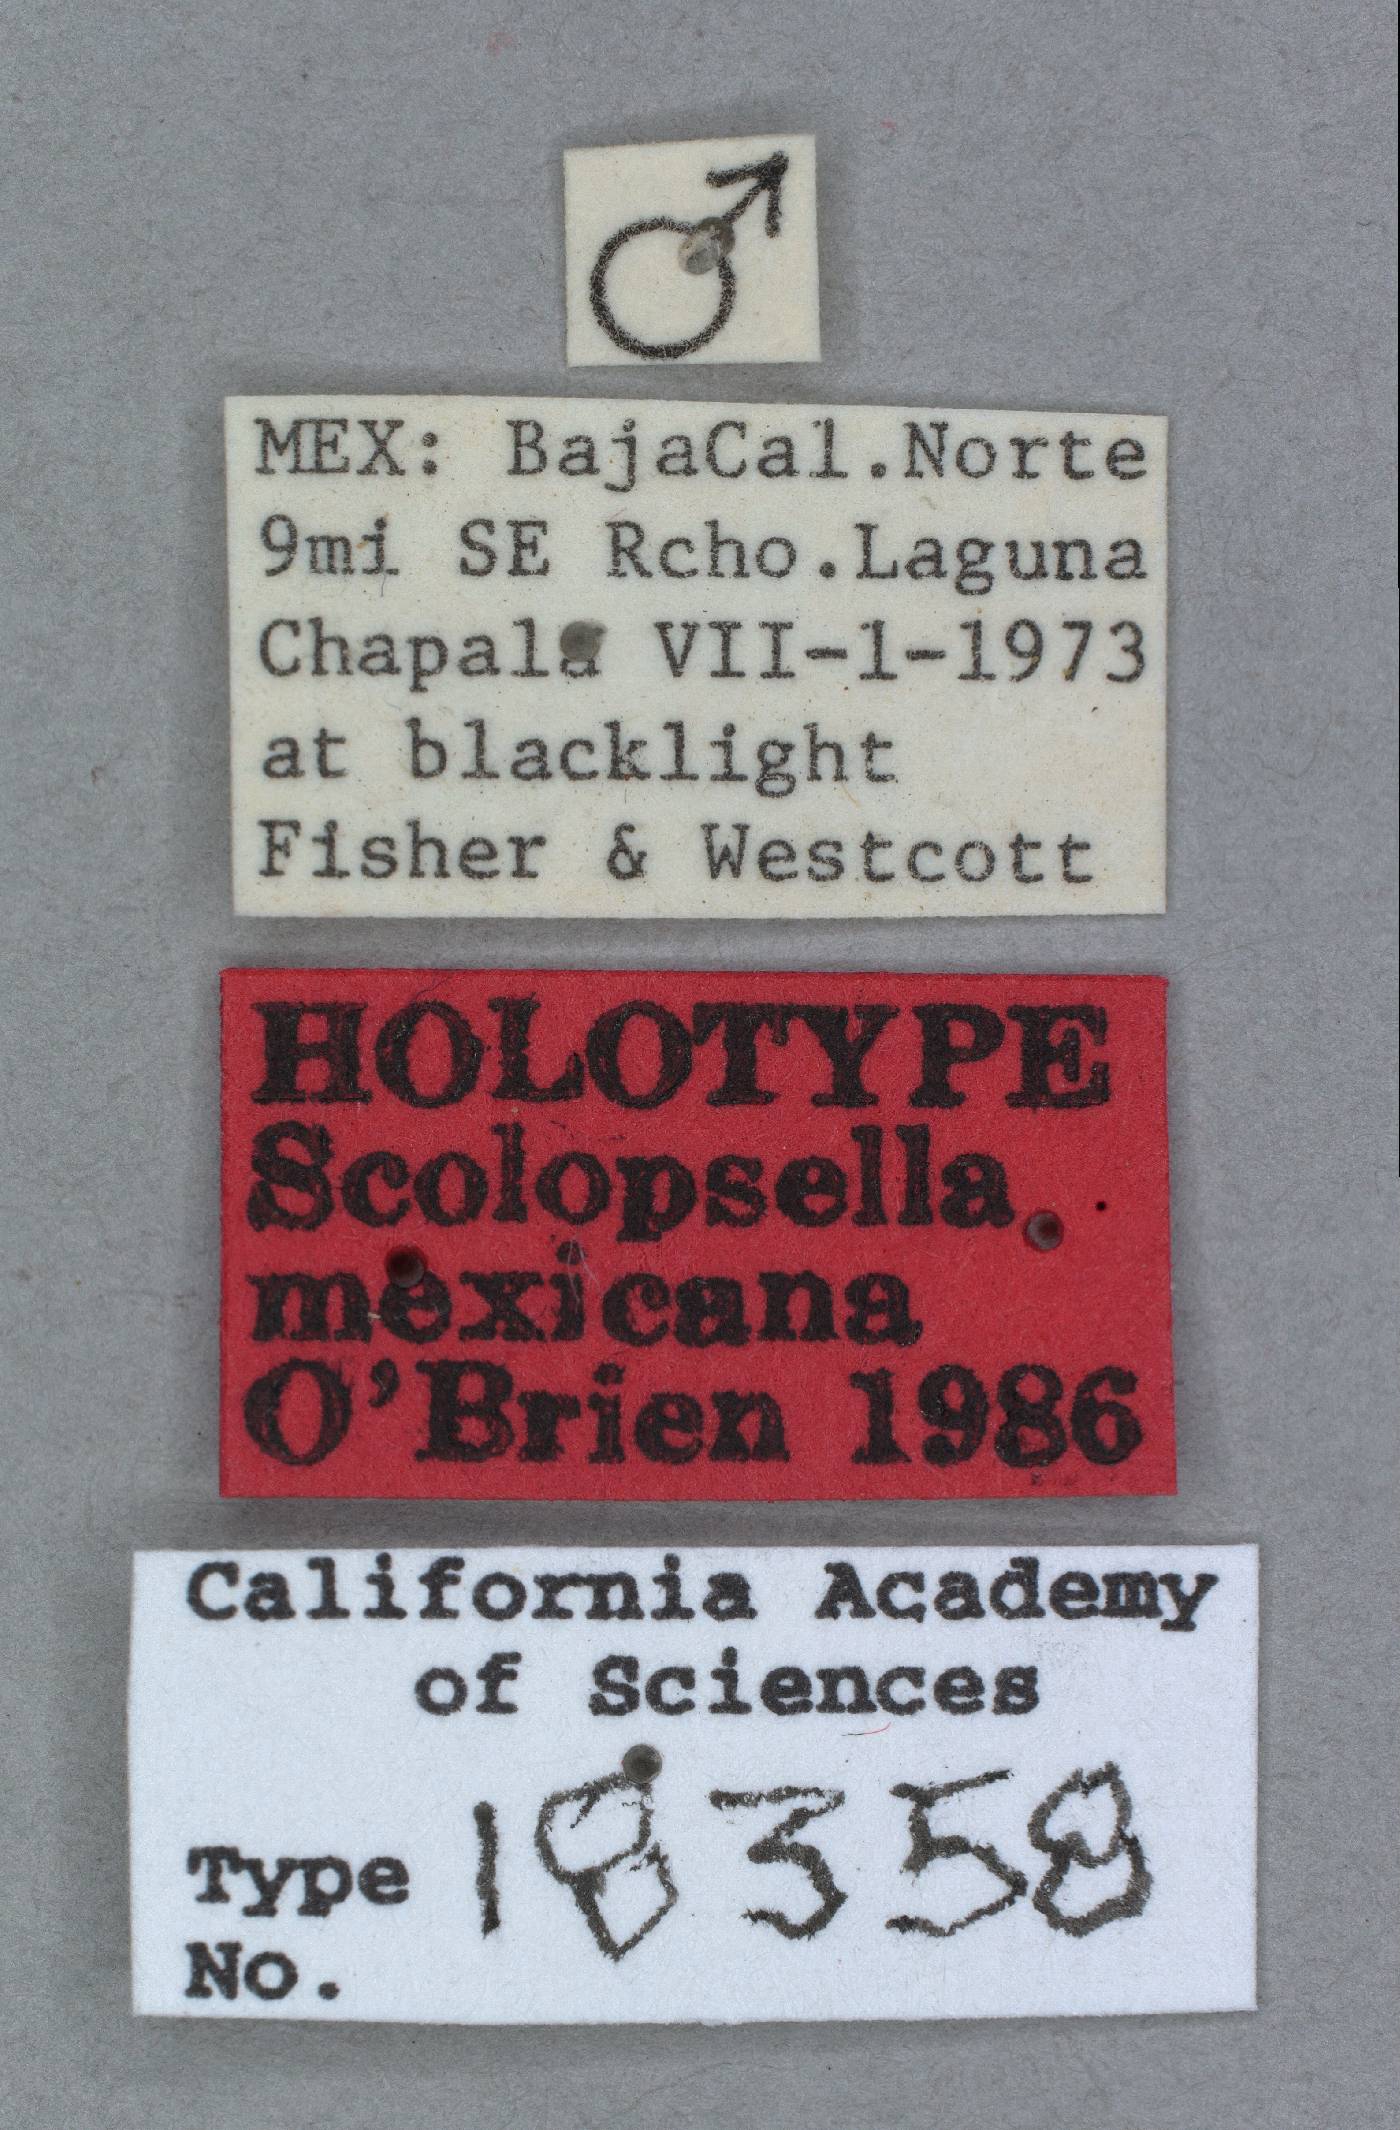 ♂
MEX: BajaCal.Norte
9mi SE Rcho.Laguna
Chapala VII-1-1973
at blacklight
Fisher & Westcott
HOLOTYPE
Scolopsella
mexicana
O'Brien 1986
California Academy
of Sciences
Type 18358
No.